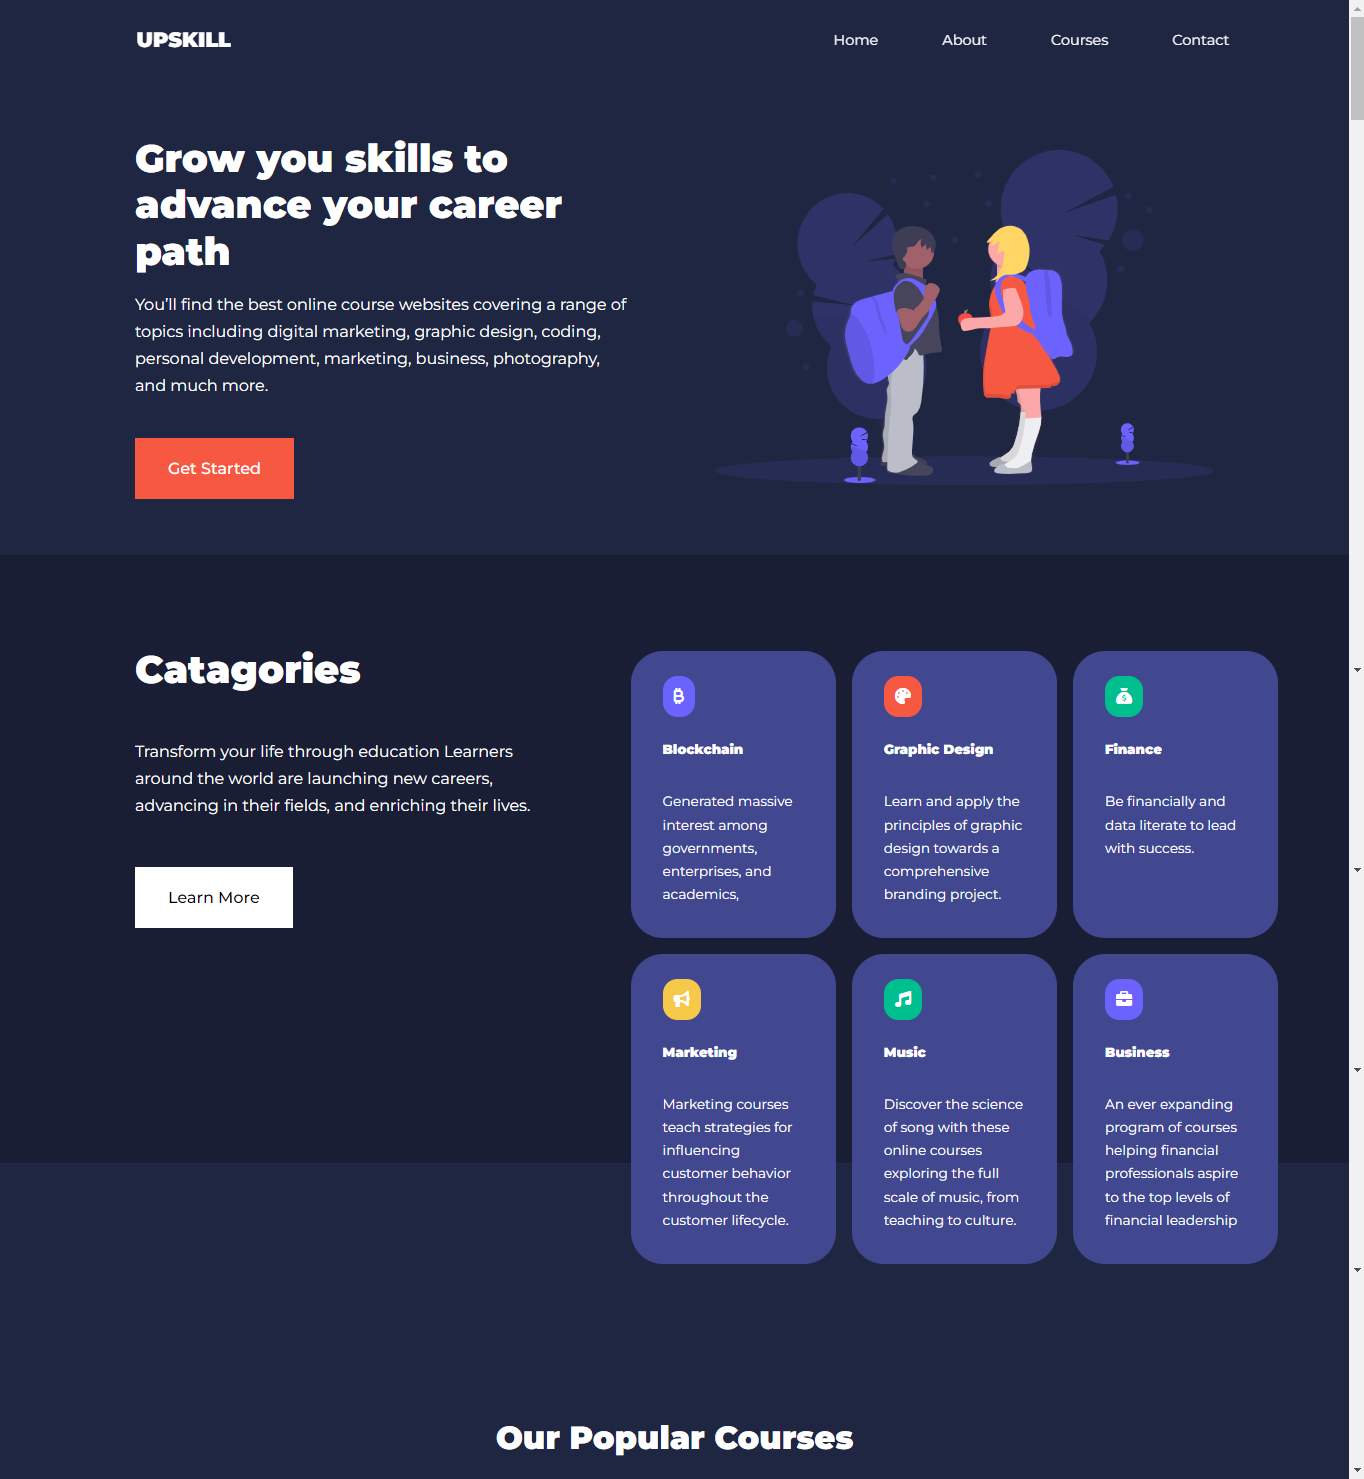 UPSKILL
Home
About
Courses
Contact
Grow you skills to
advance your career
path
You'll find the best online course websites covering a range of
topics including digital marketing, graphic design, coding,
personal development, marketing, business, photography,
and much more.
Get Started
Catagories
Transform your life through education Learners
around the world are launching new careers,
advancing in their fields, and enriching their lives.
Learn More
Blockchain
Generated massive
interest among
governments,
enterprises, and
academics,
Graphic Design
Learn and apply the
principles of graphic
design towards a
comprehensive
branding project.
Finance
Be financially and
data literate to lead
with success.
Marketing
Marketing courses
teach strategies for
influencing
customer behavior
throughout the
customer lifecycle.
Music
Discover the science
of song with these
online courses
exploring the full
scale of music, from
teaching to culture.
Business
An ever expanding
program of courses
helping financial
professionals aspire
to the top levels of
financial leadership
Our Popular Courses